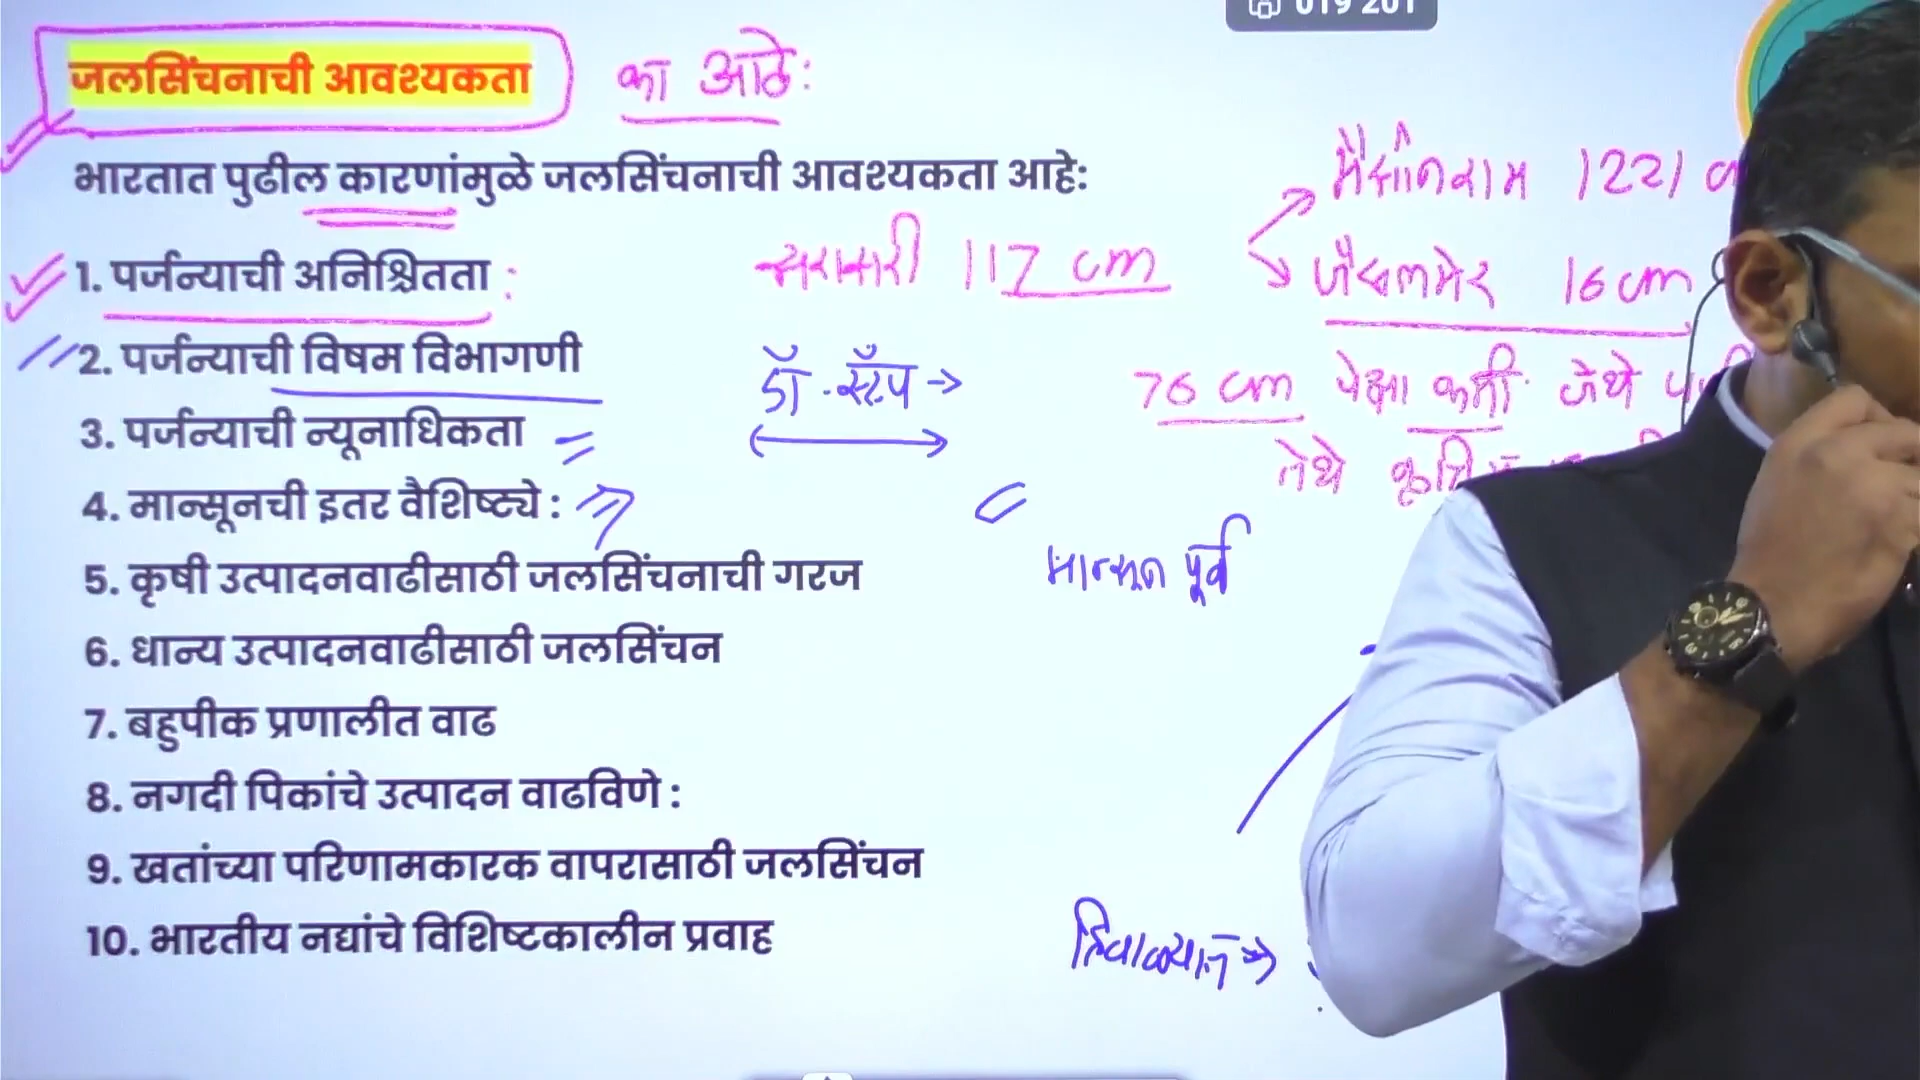 019 201
जलसिंचनाची आवश्यकता का आहे:
भारतात पुढील कारणांमुळे जलसिंचनाची आवश्यकता आहे:
1221
1. पर्जन्याची अनिश्चितता : सरासरी 117 cm
जैसलमेर 16 cm
2. पर्जन्याची विषम विभागणी
डॉ. स्टॅंप →
76 cm पेक्षा कमी जेथे
3. पर्जन्याची न्यूनाधिकता
तेथे
4. मान्सूनची इतर वैशिष्ट्ये :
मान्सून पूर्व
5. कृषी उत्पादनवाढीसाठी जलसिंचनाची गरज
6. धान्य उत्पादनवाढीसाठी जलसिंचन
7. बहुपीक प्रणालीत वाढ
8. नगदी पिकांचे उत्पादन वाढविणे :
9. खतांच्या परिणामकारक वापरासाठी जलसिंचन
10. भारतीय नद्यांचे विशिष्टकालीन प्रवाह